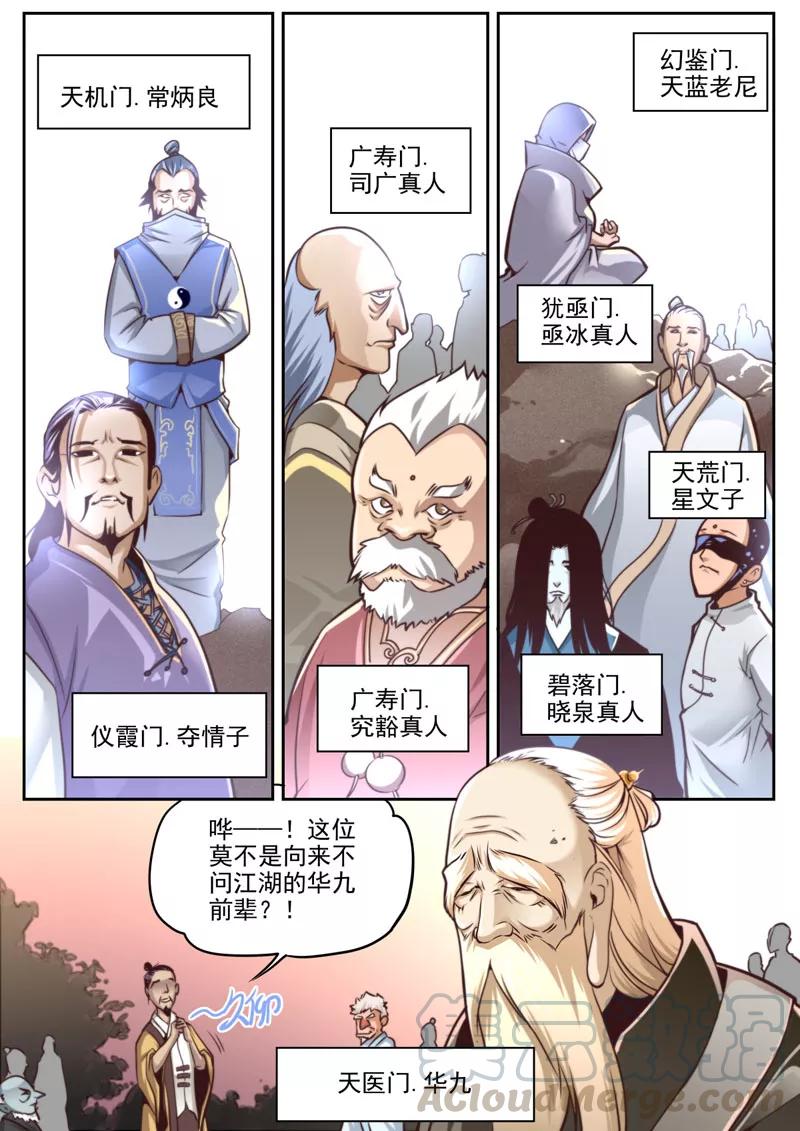 天机门.常炳良
广寿门.
司广真人
幻鉴门.
天蓝老尼
犹亟门.
亟冰真人
天荒门.
星文子
仪霞门.夺情子
广寿门.
究豁真人
碧落门.
晓泉真人
哗——！这位
莫不是向来不
问江湖的华九
前辈？！
~久仰
天医门.华九
集云数据
AcloudMerge.com